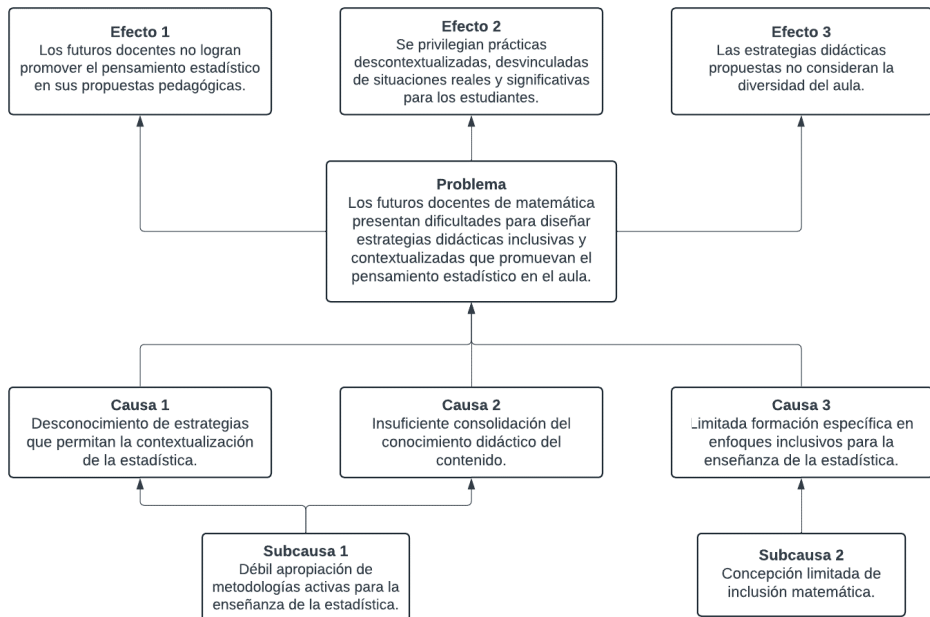 Efecto 1
Los futuros docentes no logran
promover el pensamiento estadístico
en sus propuestas pedagógicas.
Efecto 2
Se privilegian prácticas
descontextualizadas, desvinculadas
de situaciones reales y significativas
para los estudiantes.
Efecto 3
Las estrategias didácticas
propuestas no consideran la
diversidad del aula.
Problema
Los futuros docentes de matemática
presentan dificultades para diseñar
estrategias didácticas inclusivas y
contextualizadas que promuevan el
pensamiento estadístico en el aula.
Causa 1
Desconocimiento de estrategias
que permitan la contextualización
de la estadística.
Causa 2
Insuficiente consolidación del
conocimiento didáctico del
contenido.
Causa 3
Limitada formación específica en
enfoques inclusivos para la
enseñanza de la estadística.
Subcausa 1
Débil apropiación de
metodologías activas para la
enseñanza de la estadística.
Subcausa 2
Concepción limitada de
inclusión matemática.